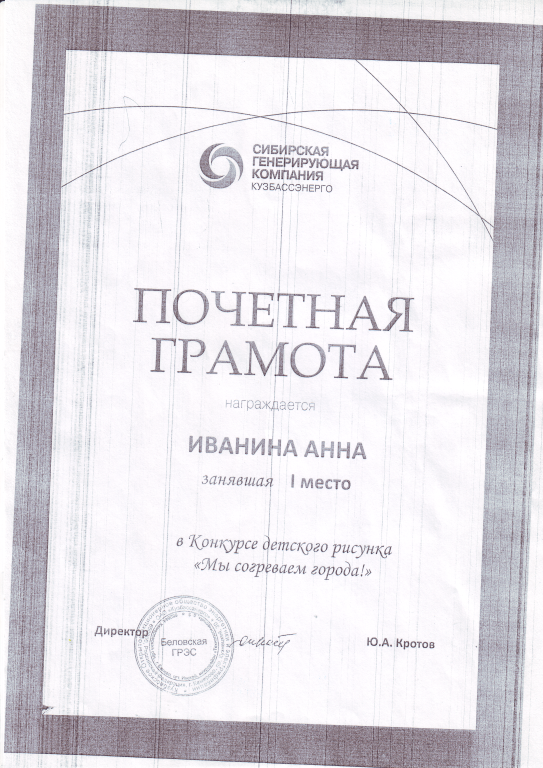 СИБИРСКАЯ
ГЕНЕРИРУЮЩАЯ
КОМПАНИЯ
КУЗБАССЭНЕРГО
ПОЧЕТНАЯ
ГРАМОТА
награждается
ИВАНИНА АННА
занявшая I место
в Конкурсе детского рисунка
«Мы согреваем города!»
Директор
Беловская
ГРЭС
Ю.А. Кротов